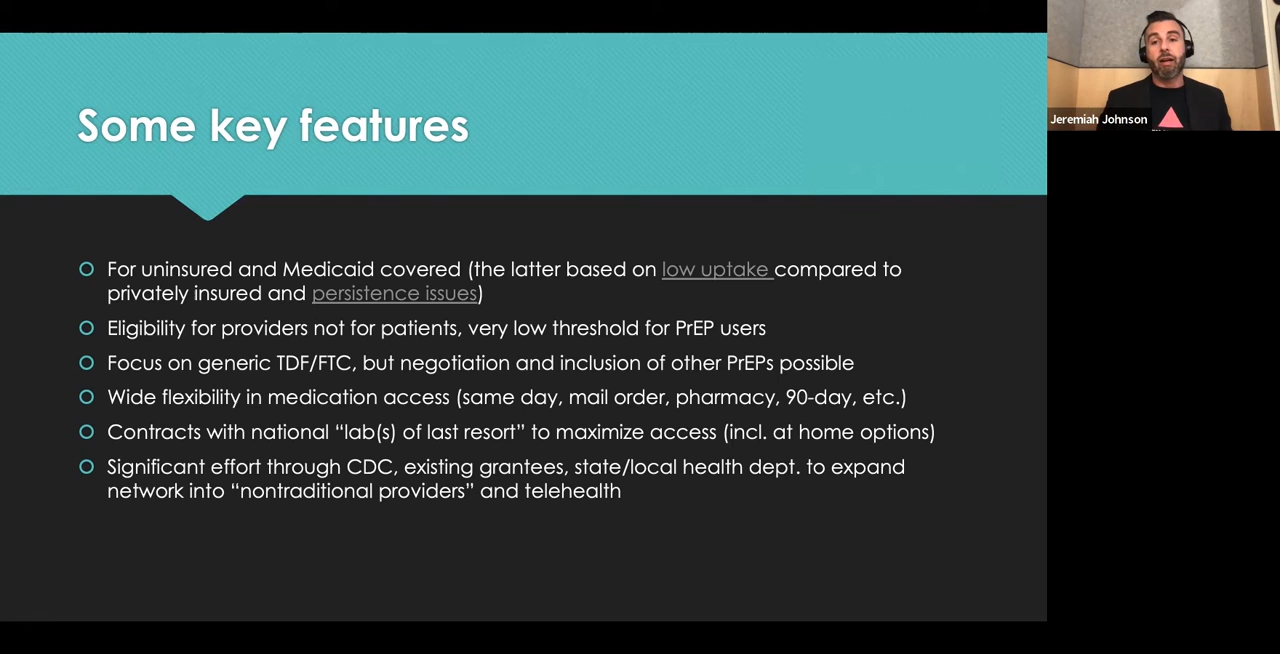 Some key features
For uninsured and Medicaid covered (the latter based on low uptake compared to
privately insured and persistence issues)
Eligibility for providers not for patients, very low threshold for PrEP users
Focus on generic TDF/FTC, but negotiation and inclusion of other PrEPs possible
Wide flexibility in medication access (same day, mail order, pharmacy, 90-day, etc.)
Contracts with national “lab(s) of last resort” to maximize access (incl. at home options)
Significant effort through CDC, existing grantees, state/local health dept. to expand
network into “nontraditional providers” and telehealth
Jeremiah Johnson